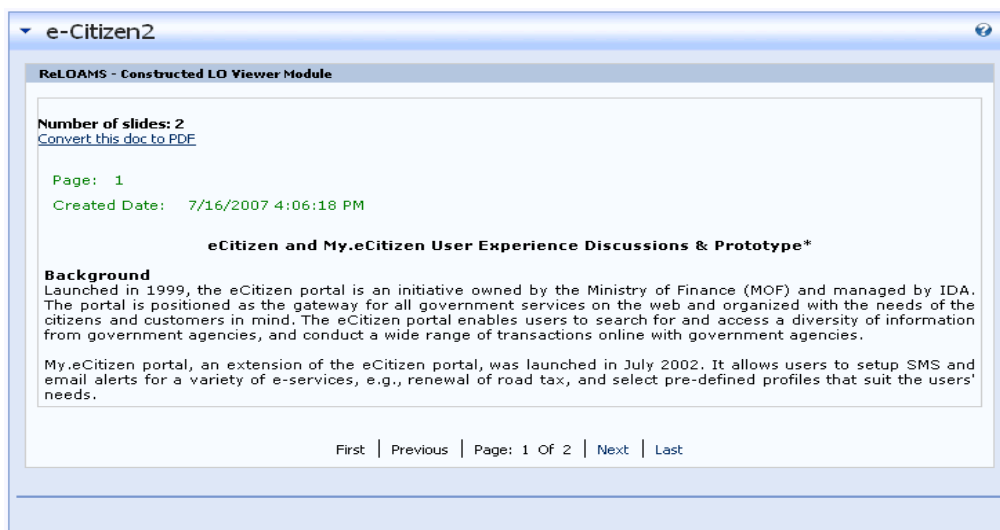 e-Citizen2
ReLOAMS - Constructed LO Viewer Module
Number of slides: 2
Convert this doc to PDF
Page: 1
Created Date: 7/16/2007 4:06:18 PM
eCitizen and My.eCitizen User Experience Discussions & Prototype*
Background
Launched in 1999, the eCitizen portal is an initiative owned by the Ministry of Finance (MOF) and managed by IDA.
The portal is positioned as the gateway for all government services on the web and organized with the needs of the
citizens and customers in mind. The eCitizen portal enables users to search for and access a diversity of information
from government agencies, and conduct a wide range of transactions online with government agencies.
My.eCitizen portal, an extension of the eCitizen portal, was launched in July 2002. It allows users to setup SMS and
email alerts for a variety of e-services, e.g., renewal of road tax, and select pre-defined profiles that suit the users'
needs.
First | Previous | Page: 1 Of 2 | Next | Last